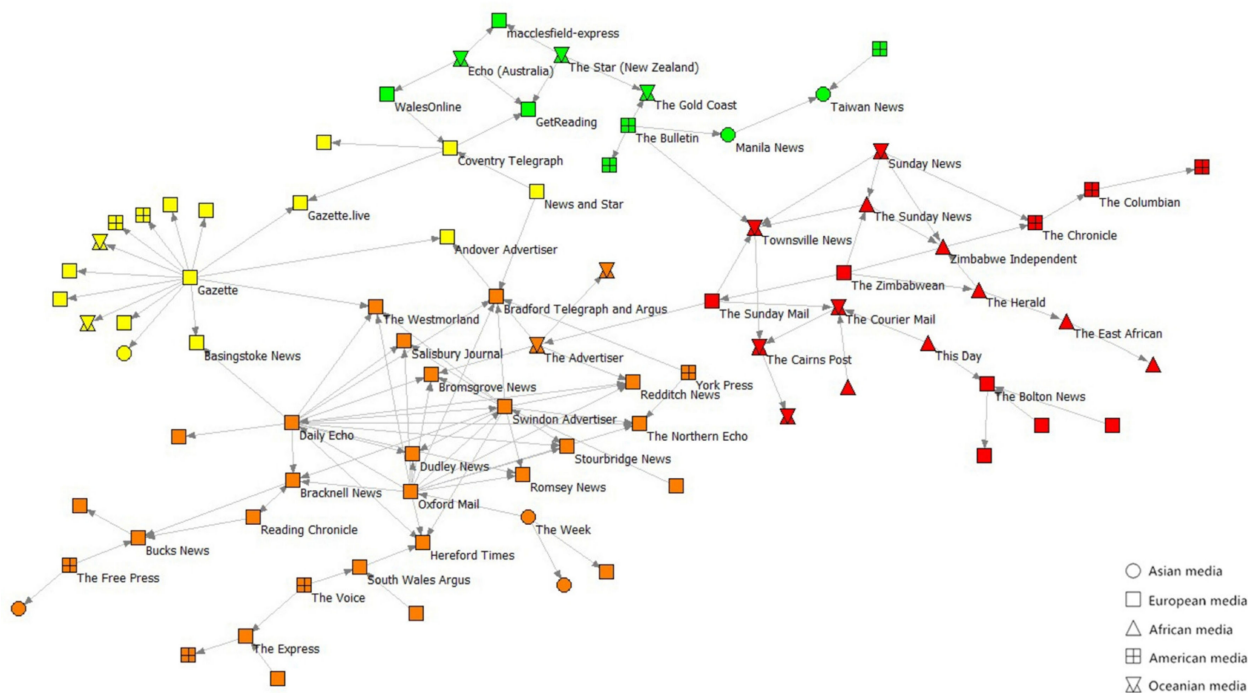 macclesfield-express
Echo (Australia)
The Star (New Zealand)
WalesOnline
The Gold Coast
Taiwan News
GetReading
The Bulletin
Manila News
Coventry Telegraph
Sunday News
News and Star
Gazette.live
The Sunday News
The Columbian
Townsville News
The Chronicle
Andover Advertiser
Zimbabwe Independent
Gazette
The Zimbabwean
The Herald
The Westmorland
Bradford Telegraph and Argus
The Sunday Mail
The Courier Mail
The East African
Salisbury Journal
The Advertiser
Basingstoke News
The Cairns Post
This Day
Bromsgrove News
Redditch News
York Press
The Bolton News
Swindon Advertiser
Daily Echo
The Northern Echo
Dudley News
Stourbridge News
Bracknell News
Oxford Mail
Romsey News
Reading Chronicle
The Week
Bucks News
Hereford Times
The Free Press
South Wales Argus
The Voice
The Express
Asian media
European media
African media
American media
Oceanian media